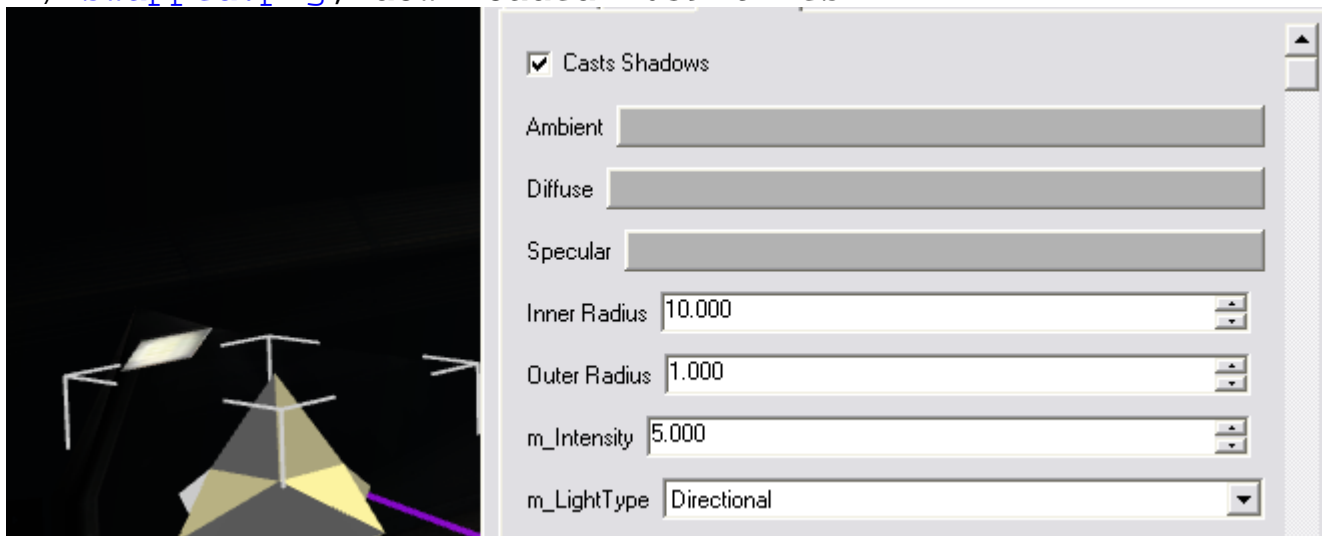 Casts Shadows
Ambient
Diffuse
Specular
Inner Radius 10.000
Outer Radius 1.000
m_Intensity 5.000
m_LightType Directional